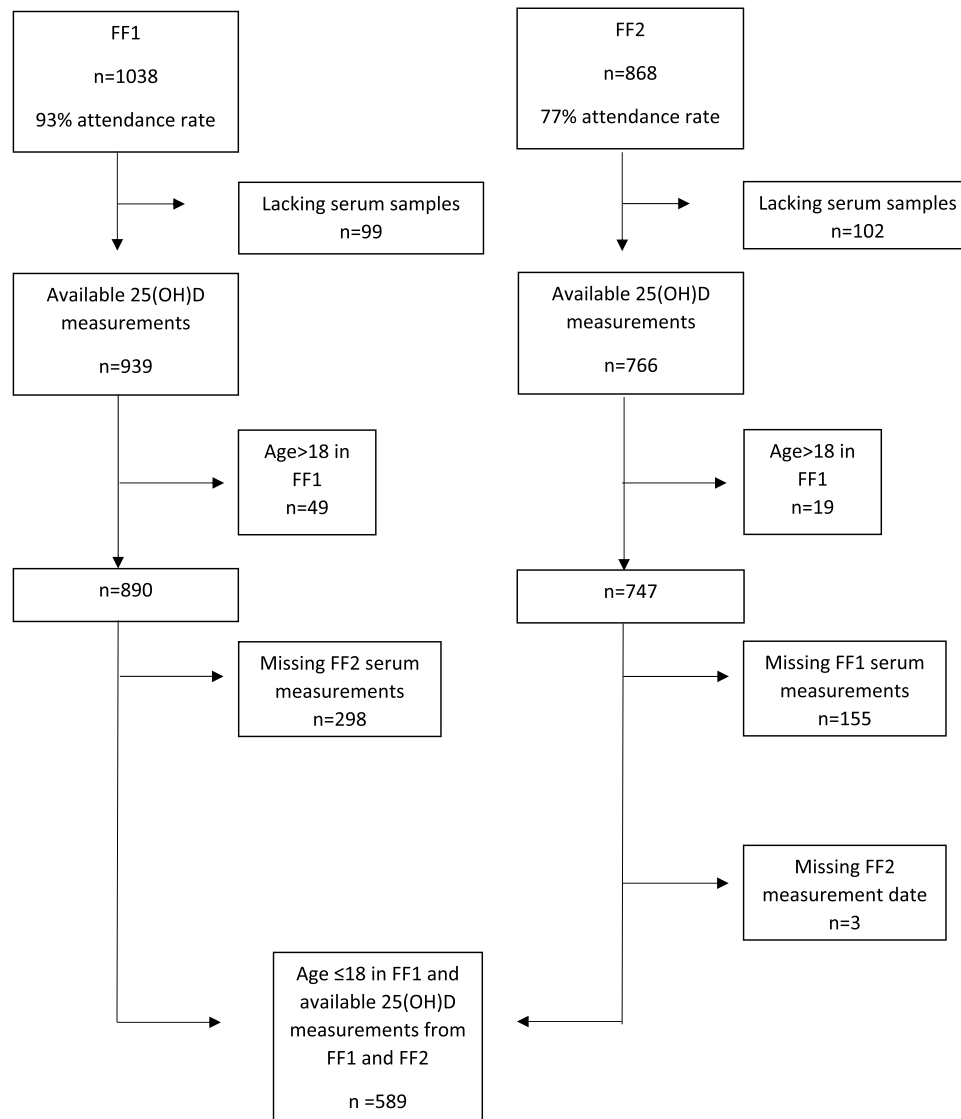 FF1
n=1038
93% attendance rate
FF2
n=868
77% attendance rate
Lacking serum samples
n=99
Lacking serum samples
n=102
Available 25(OH)D
measurements
n=939
Available 25(OH)D
measurements
n=766
Age>18 in
FF1
n=49
Age>18 in
FF1
n=19
n=890
n=747
Missing FF2 serum
measurements
n=298
Missing FF1 serum
measurements
n=155
Missing FF2
measurement date
n=3
Age ≤18 in FF1 and
available 25(OH)D
measurements from
FF1 and FF2
n =589